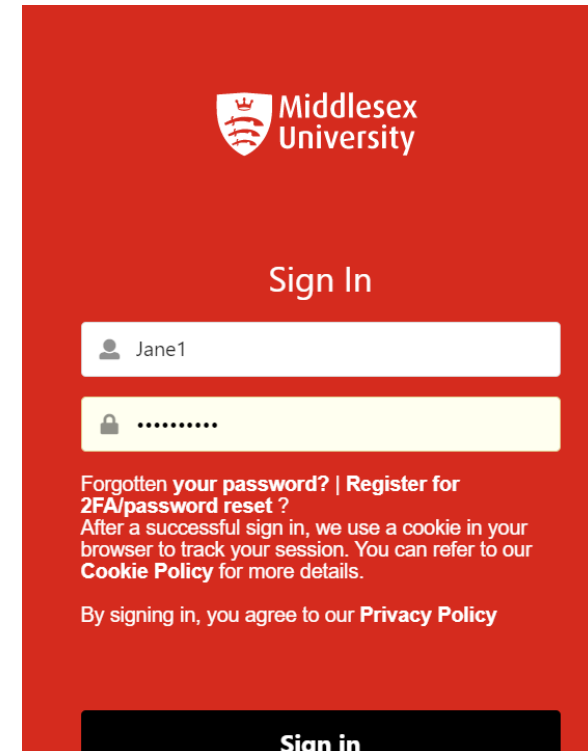 Middlesex
University
Sign In
Jane1
••••••••••
Forgotten your password? | Register for
2FA/password reset ?
After a successful sign in, we use a cookie in your
browser to track your session. You can refer to our
Cookie Policy for more details.
By signing in, you agree to our Privacy Policy
Sign in